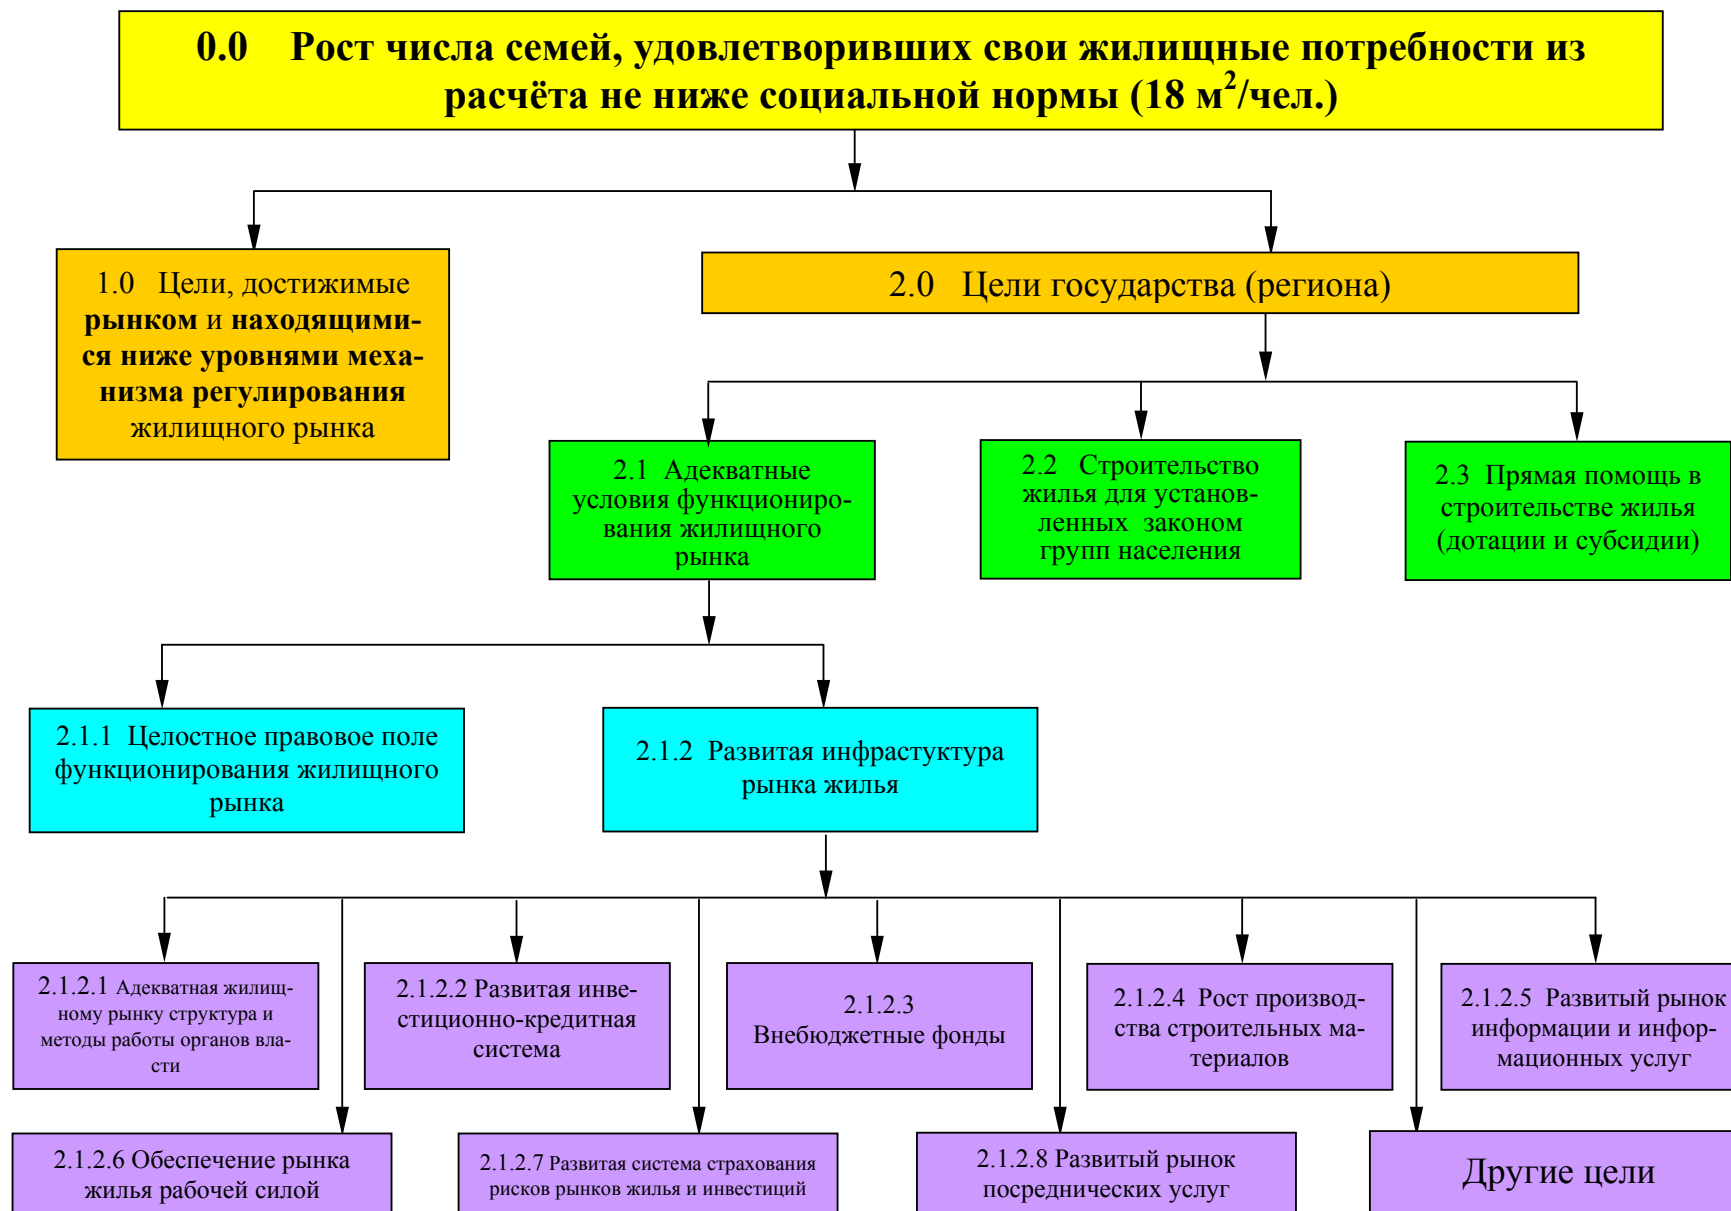 0.0 Рост числа семей, удовлетворивших свои жилищные потребности из
расчёта не ниже социальной нормы (18 м²/чел.)
1.0 Цели, достижимые
рынком и находящими-
ся ниже уровнями меха-
низма регулирования
жилищного рынка
2.0 Цели государства (региона)
2.1 Адекватные
условия функциониро-
вания жилищного
рынка
2.2 Строительство
жилья для установ-
ленных законом
групп населения
2.3 Прямая помощь в
строительстве жилья
(дотации и субсидии)
2.1.1 Целостное правовое поле
функционирования жилищного
рынка
2.1.2 Развитая инфрастуктура
рынка жилья
2.1.2.1 Адекватная жилищ-
ному рынку структура и
методы работы органов вла-
сти
2.1.2.2 Развитая инве-
стиционно-кредитная
система
2.1.2.3
Внебюджетные фонды
2.1.2.4 Рост производ-
ства строительных ма-
териалов
2.1.2.5 Развитый рынок
информации и инфор-
мационных услуг
2.1.2.6 Обеспечение рынка
жилья рабочей силой
2.1.2.7 Развитая система страхования
рисков рынков жилья и инвестиций
2.1.2.8 Развитый рынок
посреднических услуг
Другие цели